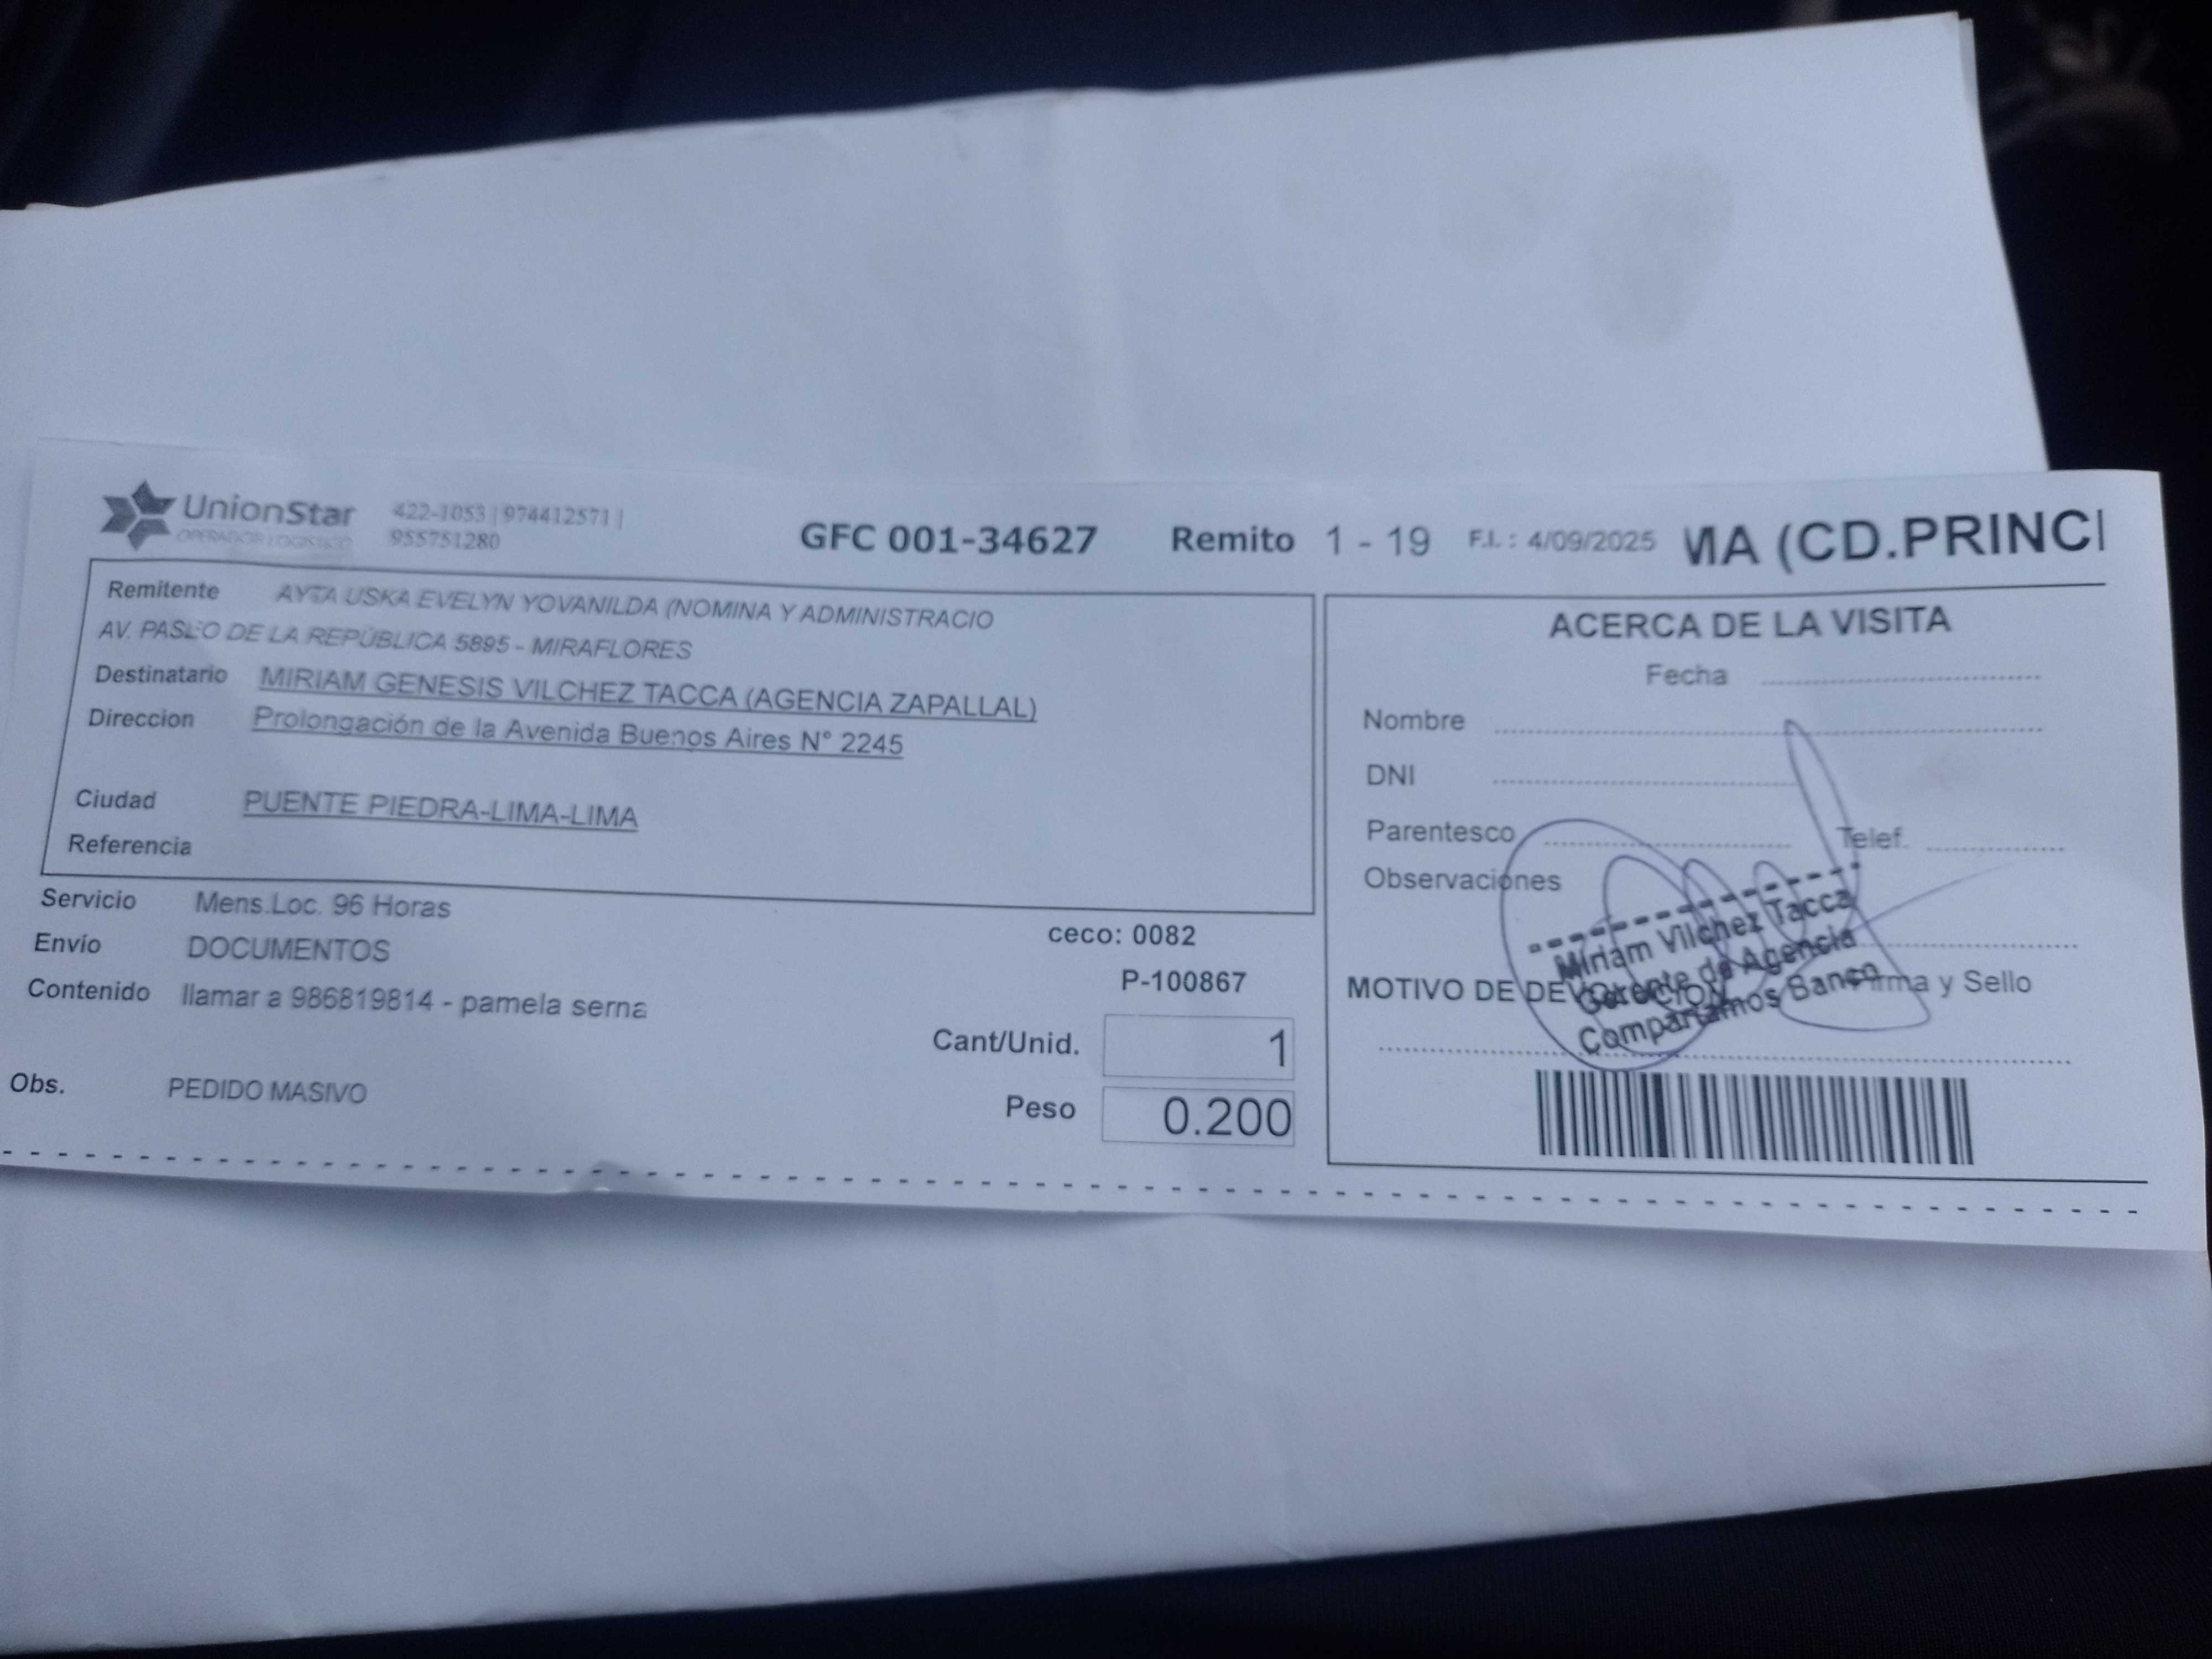 UnionStar
OPERADOR LOGISTICO
422-1053 | 974412571 |
955751280
GFC 001-34627
Remito 1 - 19
F.I. : 4/09/2025
MA (CD.PRINCI
Remitente AYTA USKA EVELYN YOVANILDA (NOMINA Y ADMINISTRACIO
AV. PASEO DE LA REPÚBLICA 5895 - MIRAFLORES
Destinatario MIRIAM GENESIS VILCHEZ TACCA (AGENCIA ZAPALLAL)
Direccion Prolongación de la Avenida Buenos Aires N° 2245
Ciudad PUENTE PIEDRA-LIMA-LIMA
Referencia
Servicio Mens.Loc. 96 Horas
Envío DOCUMENTOS
Contenido llamar a 986819814 - pamela serna
Obs. PEDIDO MASIVO
ceco: 0082
P-100867
Cant/Unid. 1
Peso 0.200
ACERCA DE LA VISITA
Fecha
Nombre
DNI
Parentesco Telef.
Observaciones
Miriam Vilchez Tacca
Gerente de Agencia
Compartamos Banco
MOTIVO DE DEVOLUCION Firma y Sello